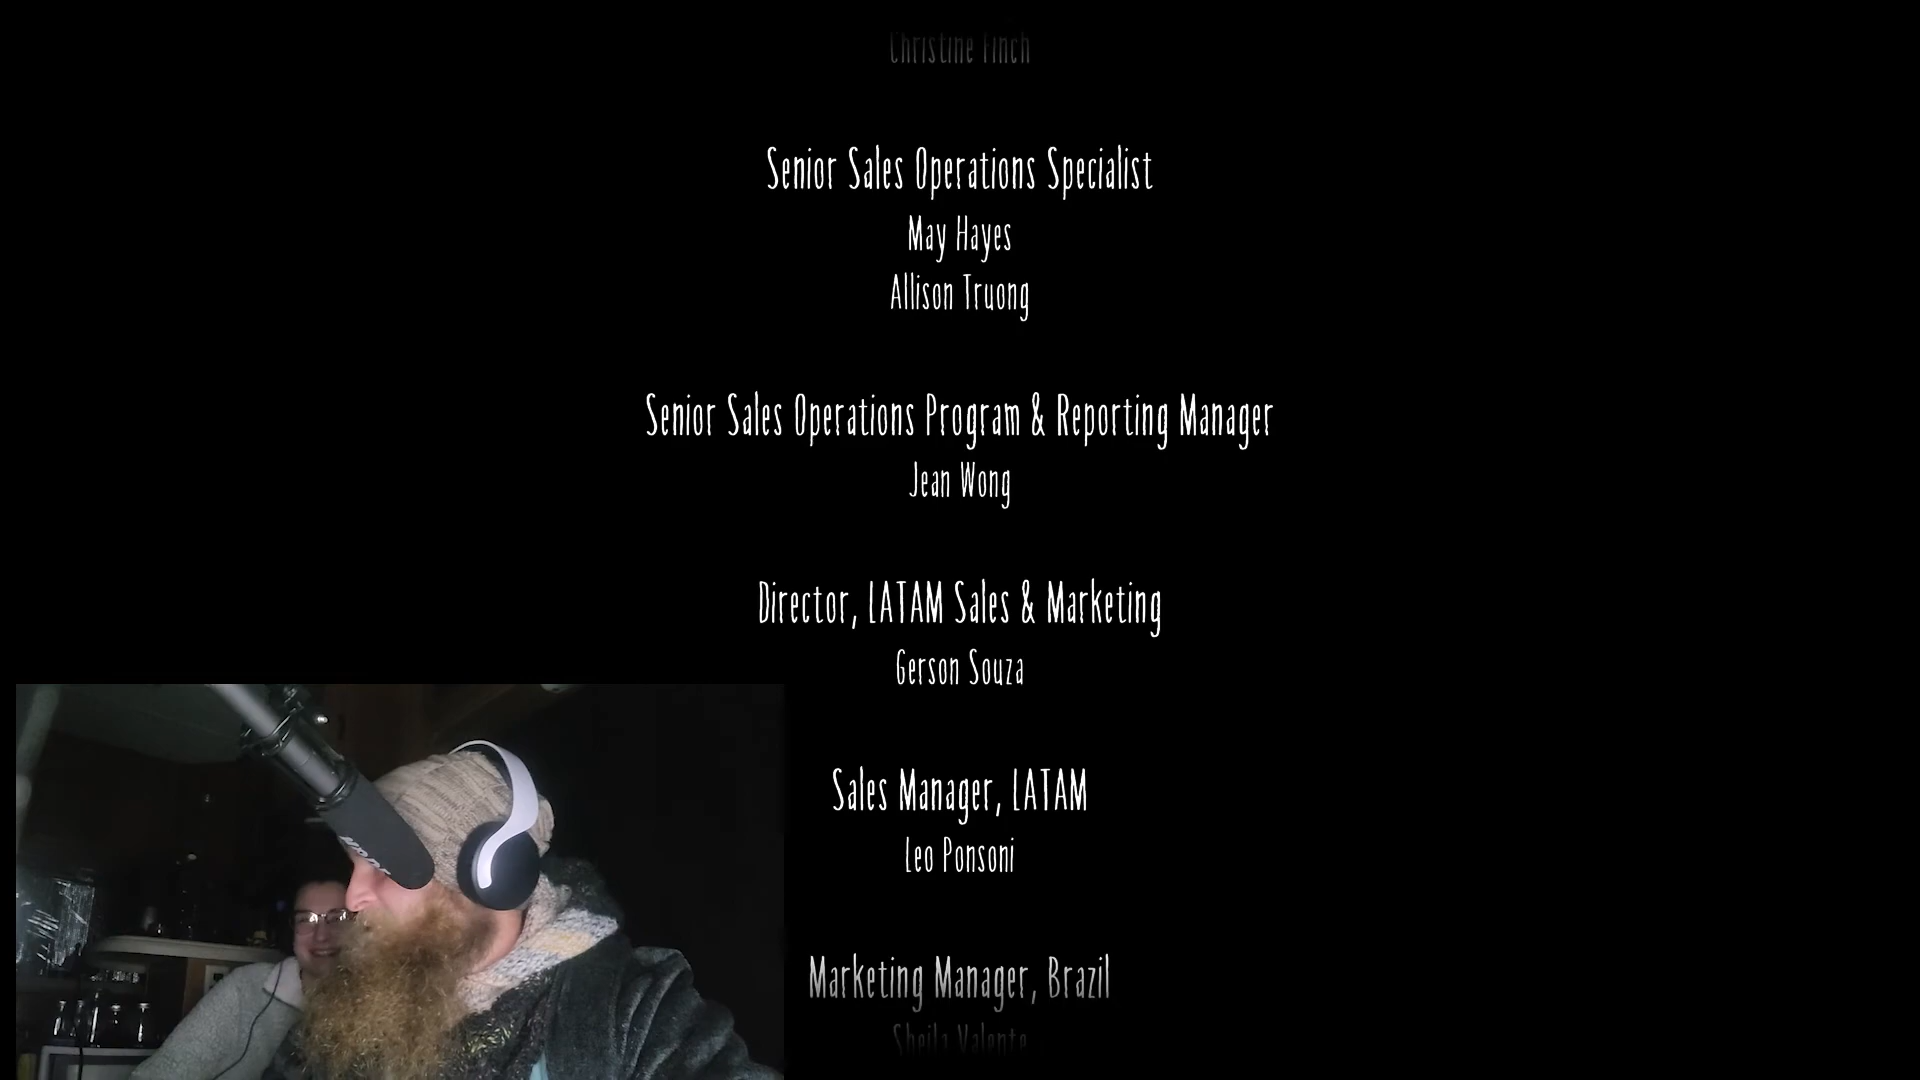 Christine Finch
Senior Sales Operations Specialist
May Hayes
Allison Truong
Senior Sales Operations Program & Reporting Manager
Jean Wong
Director, LATAM Sales & Marketing
Gerson Souza
Sales Manager, LATAM
Leo Ponsoni
Marketing Manager, Brazil
Sheila Valente